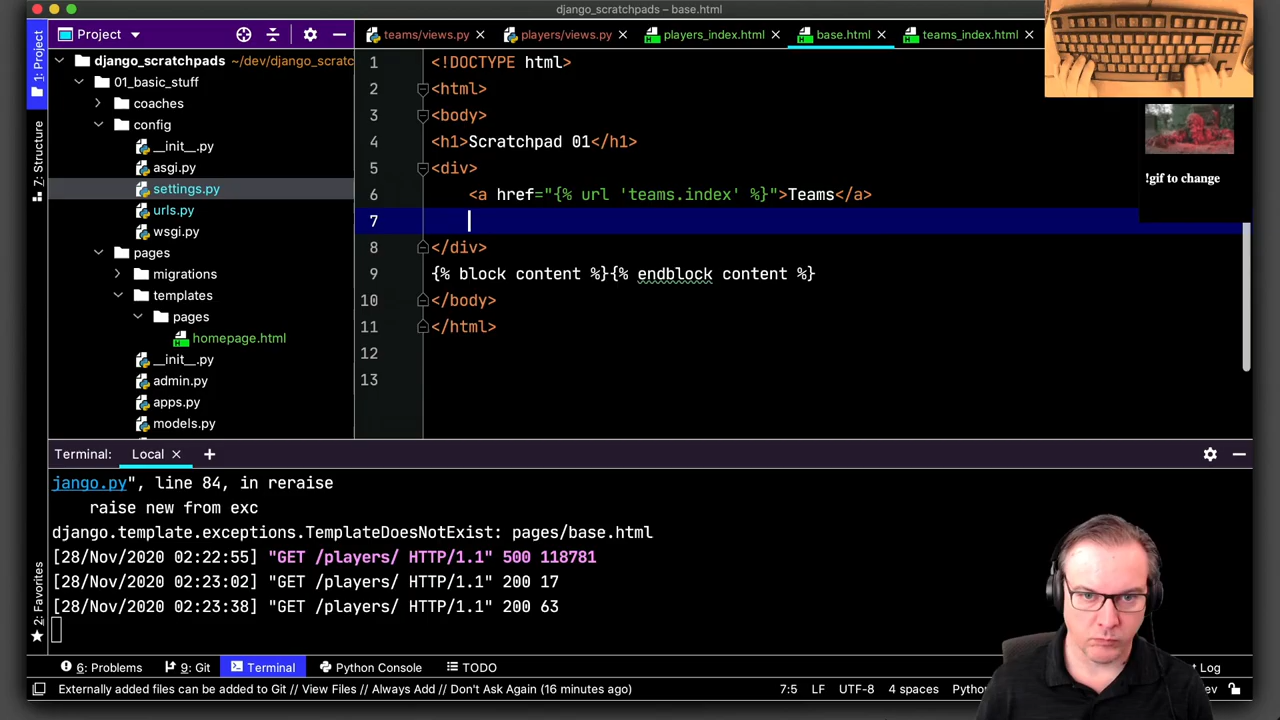 django_scratchpads – base.html
1: Project
Project
teams/views.py
players/views.py
players_index.html
base.html
teams_index.html
django_scratchpads ~/dev/django_scratc
01_basic_stuff
coaches
config
__init__.py
asgi.py
settings.py
urls.py
wsgi.py
pages
migrations
templates
pages
homepage.html
__init__.py
admin.py
apps.py
models.py
7: Structure
2: Favorites
1 <!DOCTYPE html>
2 <html>
3 <body>
4 <h1>Scratchpad 01</h1>
5 <div>
6 <a href="{% url 'teams.index' %}">Teams</a>
7
8 </div>
9 {% block content %}{% endblock content %}
10 </body>
11 </html>
12
13
!gif to change
Terminal: Local +
jango.py", line 84, in reraise
raise new from exc
django.template.exceptions.TemplateDoesNotExist: pages/base.html
[28/Nov/2020 02:22:55] "GET /players/ HTTP/1.1" 500 118781
[28/Nov/2020 02:23:02] "GET /players/ HTTP/1.1" 200 17
[28/Nov/2020 02:23:38] "GET /players/ HTTP/1.1" 200 63
6: Problems 9: Git Terminal Python Console TODO t Log
Externally added files can be added to Git // View Files // Always Add // Don't Ask Again (16 minutes ago) 7:5 LF UTF-8 4 spaces Pytho ev